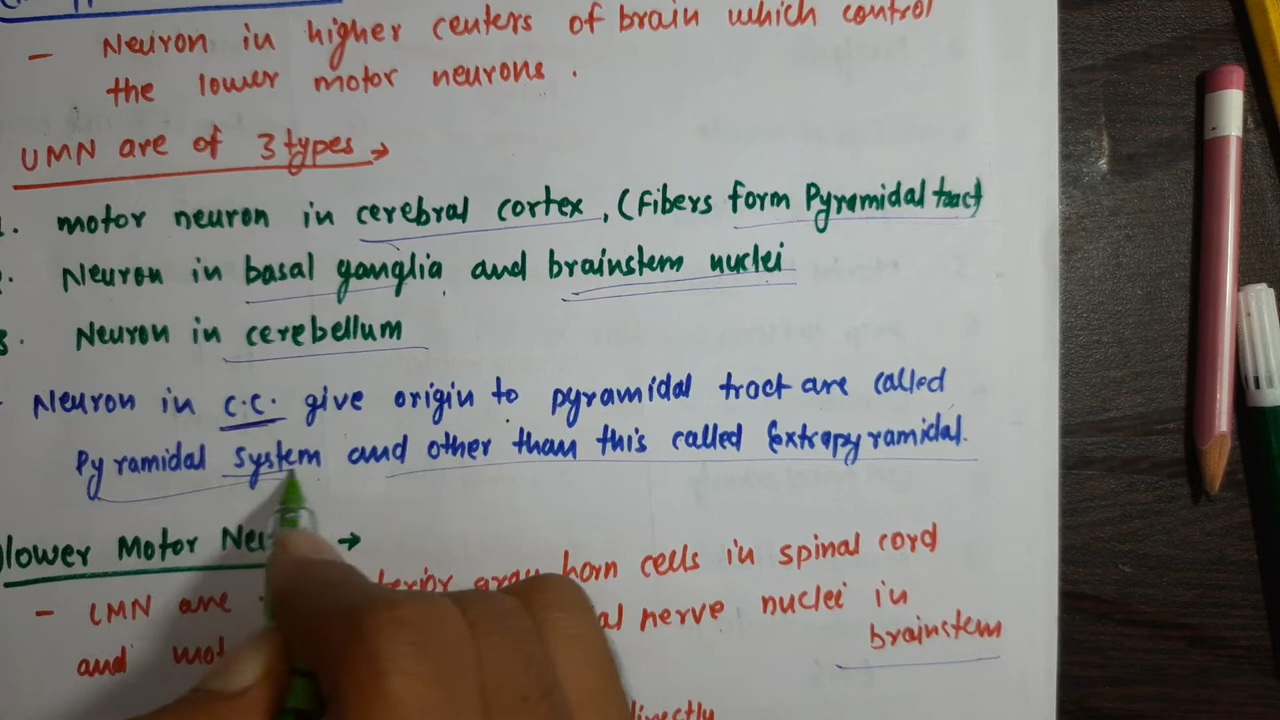 - Neuron in higher centers of brain which control
the lower motor neurons.
UMN are of 3 types →
1. motor neuron in cerebral cortex, (Fibers form Pyramidal tract)
Neuron in basal ganglia and brainstem nuclei
3. Neuron in cerebellum
- Neuron in C.C. give origin to pyramidal tract are called
Pyramidal system and other than this called Extrapyramidal.
lower Motor →
- LMN are horn cells in spinal cord
and nerve nuclei in
brainstem
directly